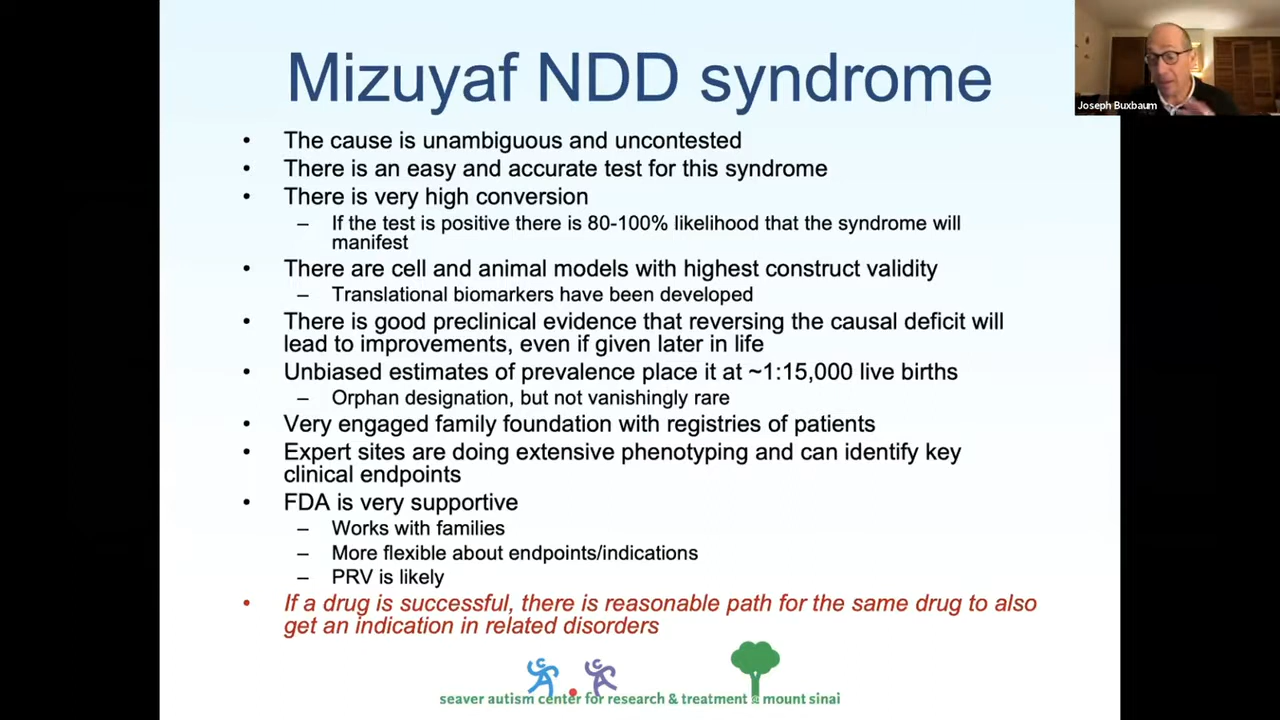 Mizuyaf NDD syndrome
Joseph Buxbaum
• The cause is unambiguous and uncontested
• There is an easy and accurate test for this syndrome
• There is very high conversion
– If the test is positive there is 80-100% likelihood that the syndrome will
manifest
• There are cell and animal models with highest construct validity
– Translational biomarkers have been developed
• There is good preclinical evidence that reversing the causal deficit will
lead to improvements, even if given later in life
• Unbiased estimates of prevalence place it at ~1:15,000 live births
– Orphan designation, but not vanishingly rare
• Very engaged family foundation with registries of patients
• Expert sites are doing extensive phenotyping and can identify key
clinical endpoints
• FDA is very supportive
– Works with families
– More flexible about endpoints/indications
– PRV is likely
• If a drug is successful, there is reasonable path for the same drug to also
get an indication in related disorders
seaver autism center for research & treatment at mount sinai